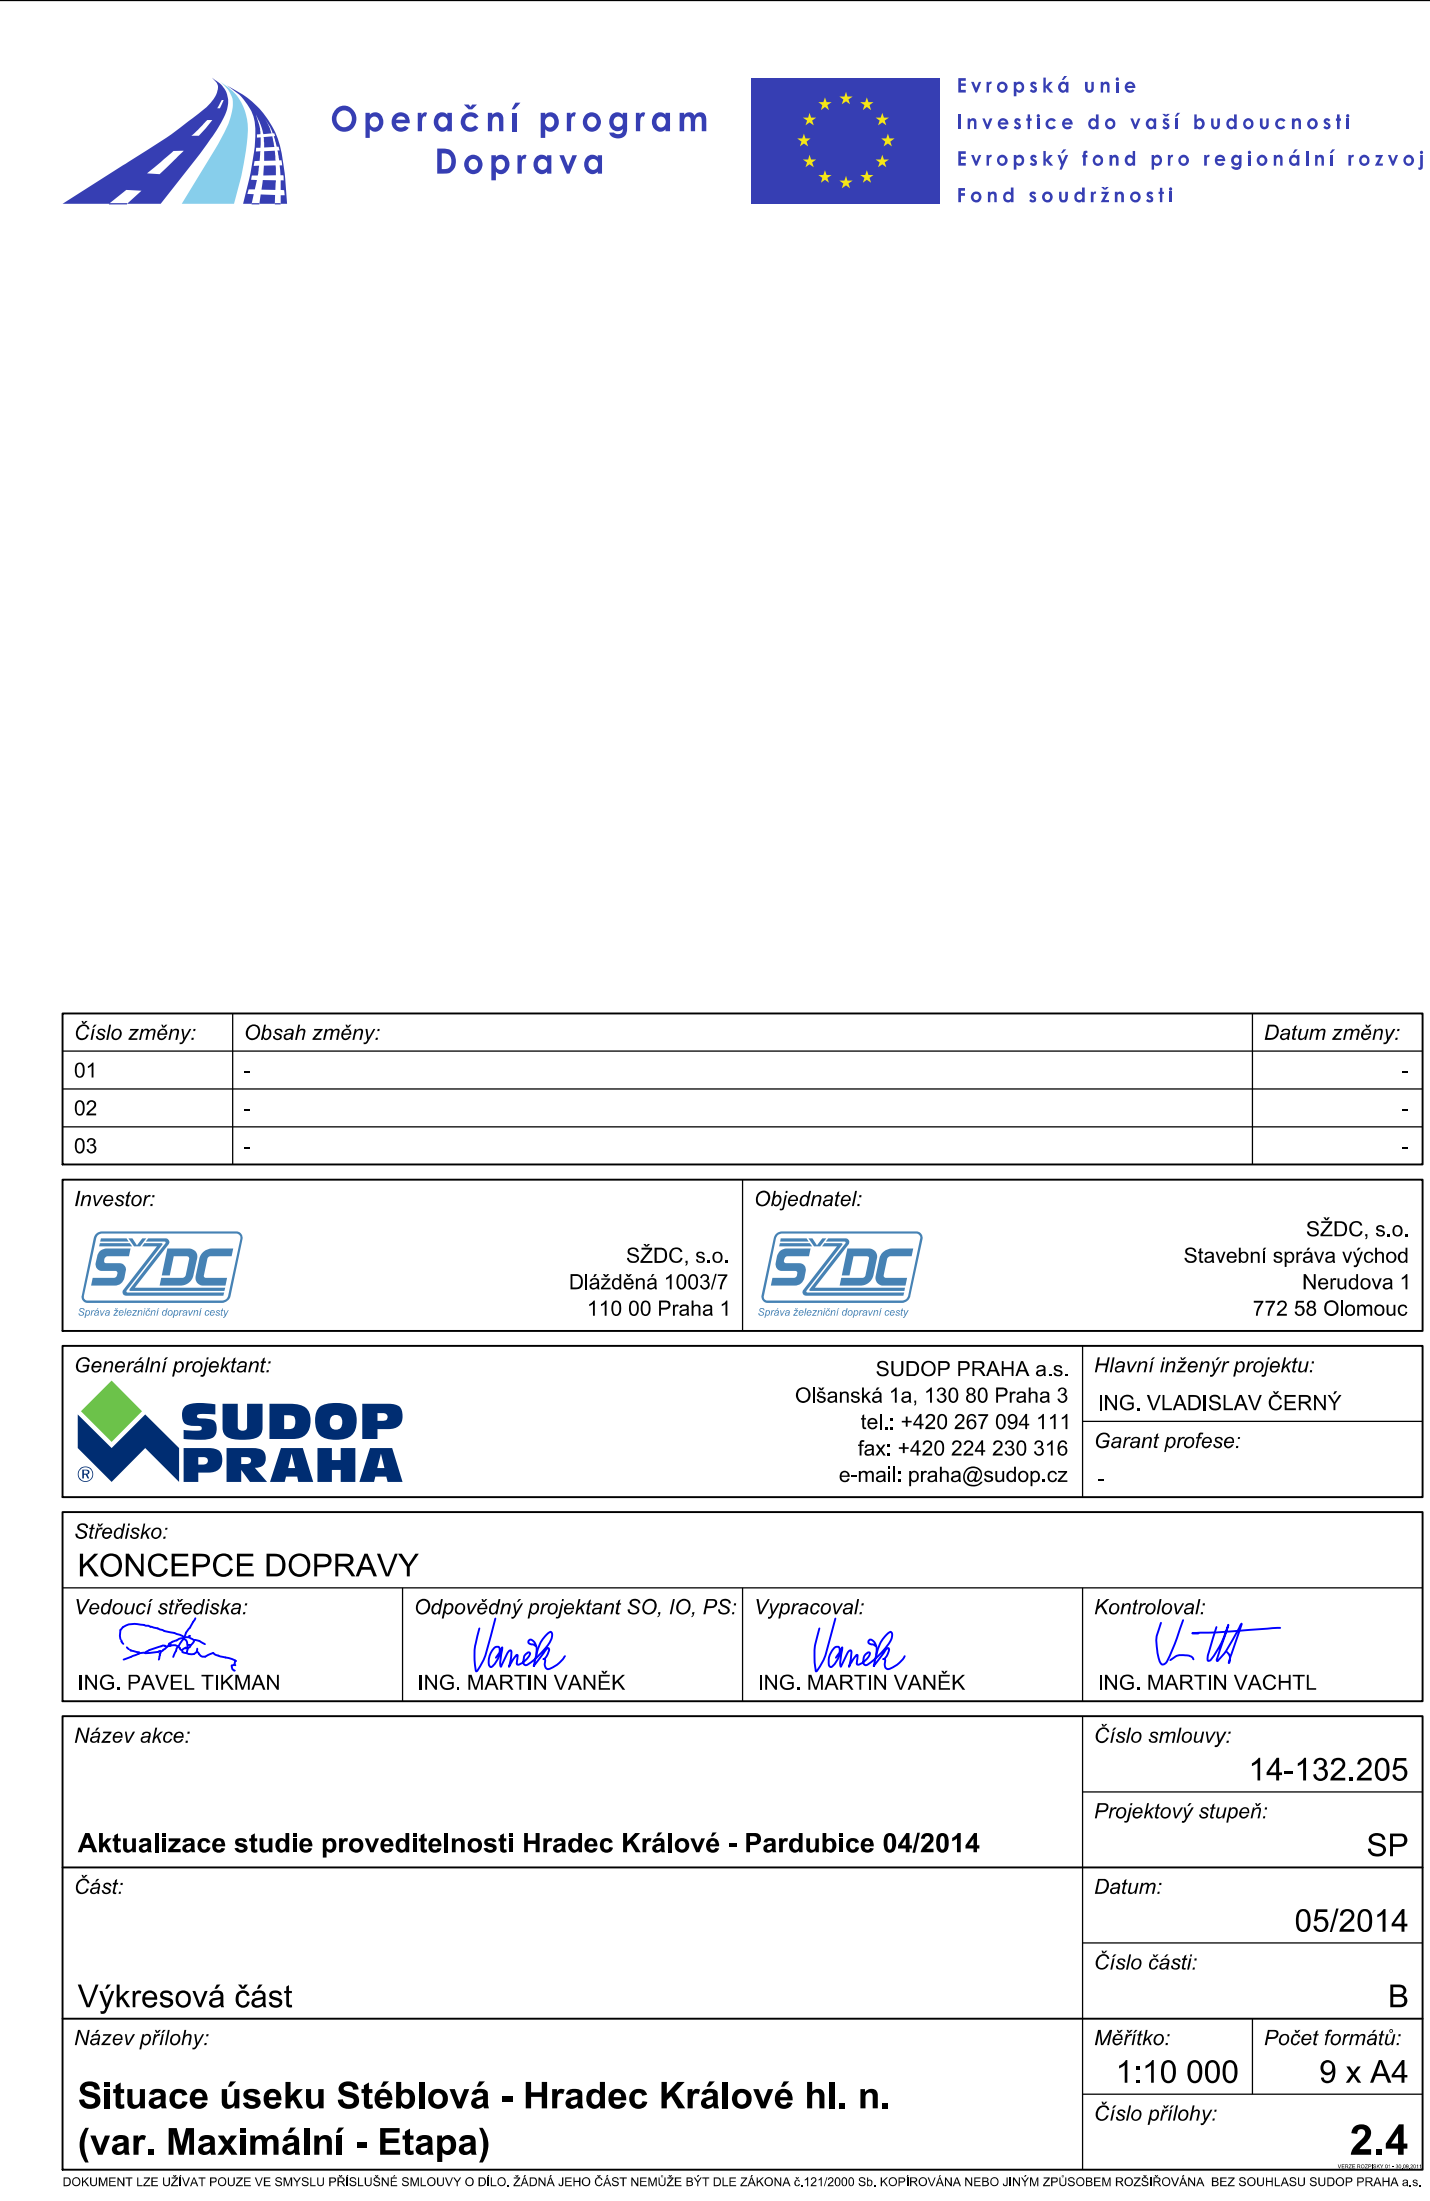 Operační program
Doprava
Evropská unie
Investice do vaší budoucnosti
Evropský fond pro regionální rozvoj
Fond soudržnosti
Číslo změny: Obsah změny: Datum změny:
01 - -
02 - -
03 - -
Investor:
SŽDC
Správa železniční dopravní cesty
SŽDC, s.o.
Dlážděná 1003/7
110 00 Praha 1
Objednatel:
SŽDC
Správa železniční dopravní cesty
SŽDC, s.o.
Stavební správa východ
Nerudova 1
772 58 Olomouc
Generální projektant:
SUDOP
PRAHA
®
SUDOP PRAHA a.s.
Olšanská 1a, 130 80 Praha 3
tel.: +420 267 094 111
fax: +420 224 230 316
e-mail: praha@sudop.cz
Hlavní inženýr projektu:
ING. VLADISLAV ČERNÝ
Garant profese:
-
Středisko:
KONCEPCE DOPRAVY
Vedoucí střediska:
ING. PAVEL TIKMAN
Odpovědný projektant SO, IO, PS:
Vaněk
ING. MARTIN VANĚK
Vypracoval:
Vaněk
ING. MARTIN VANĚK
Kontroloval:
ING. MARTIN VACHTL
Název akce:
Aktualizace studie proveditelnosti Hradec Králové - Pardubice 04/2014
Číslo smlouvy:
14-132.205
Projektový stupeň:
SP
Část:
Výkresová část
Datum:
05/2014
Číslo části:
B
Název přílohy:
Situace úseku Stéblová - Hradec Králové hl. n.
(var. Maximální - Etapa)
Měřítko:
1:10 000
Počet formátů:
9 x A4
Číslo přílohy:
2.4
VERZE ROZPISKY 01 - 30.09.2011
DOKUMENT LZE UŽÍVAT POUZE VE SMYSLU PŘÍSLUŠNÉ SMLOUVY O DÍLO. ŽÁDNÁ JEHO ČÁST NEMŮŽE BÝT DLE ZÁKONA č.121/2000 Sb. KOPÍROVÁNA NEBO JINÝM ZPŮSOBEM ROZŠIŘOVÁNA BEZ SOUHLASU SUDOP PRAHA a.s.